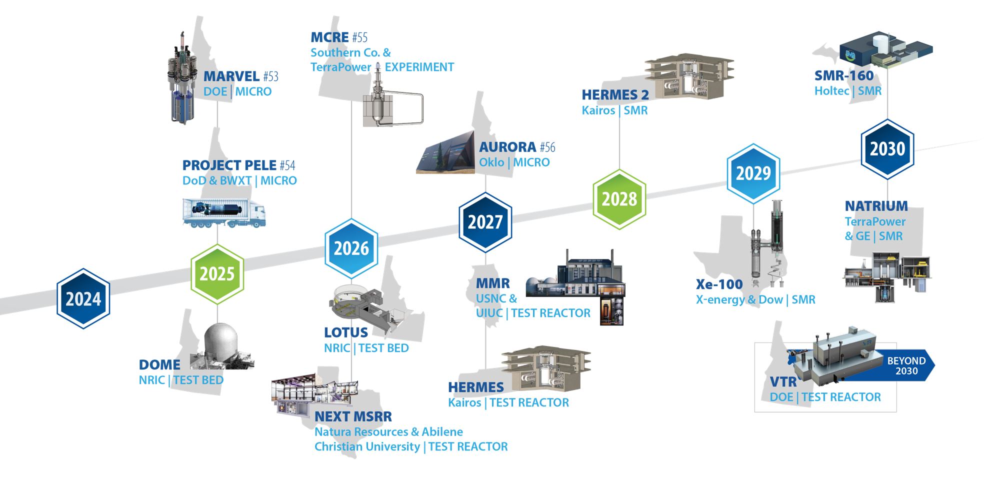 MARVEL #53
DOE | MICRO
PROJECT PELE #54
DoD & BWXT | MICRO
MCRE #55
Southern Co. &
TerraPower | EXPERIMENT
AURORA #56
Oklo | MICRO
HERMES 2
Kairos | SMR
SMR
SMR-160
Holtec | SMR
2024
2025
2026
2027
2028
2029
2030
DOME
NRIC | TEST BED
LOTUS
NRIC | TEST BED
NEXT MSRR
Natura Resources & Abilene
Christian University | TEST REACTOR
MMR
USNC &
UIUC | TEST REACTOR
HERMES
Kairos | TEST REACTOR
Xe-100
X-energy & Dow | SMR
NATRIUM
TerraPower
& GE | SMR
VTR
BEYOND
2030
VTR
DOE | TEST REACTOR